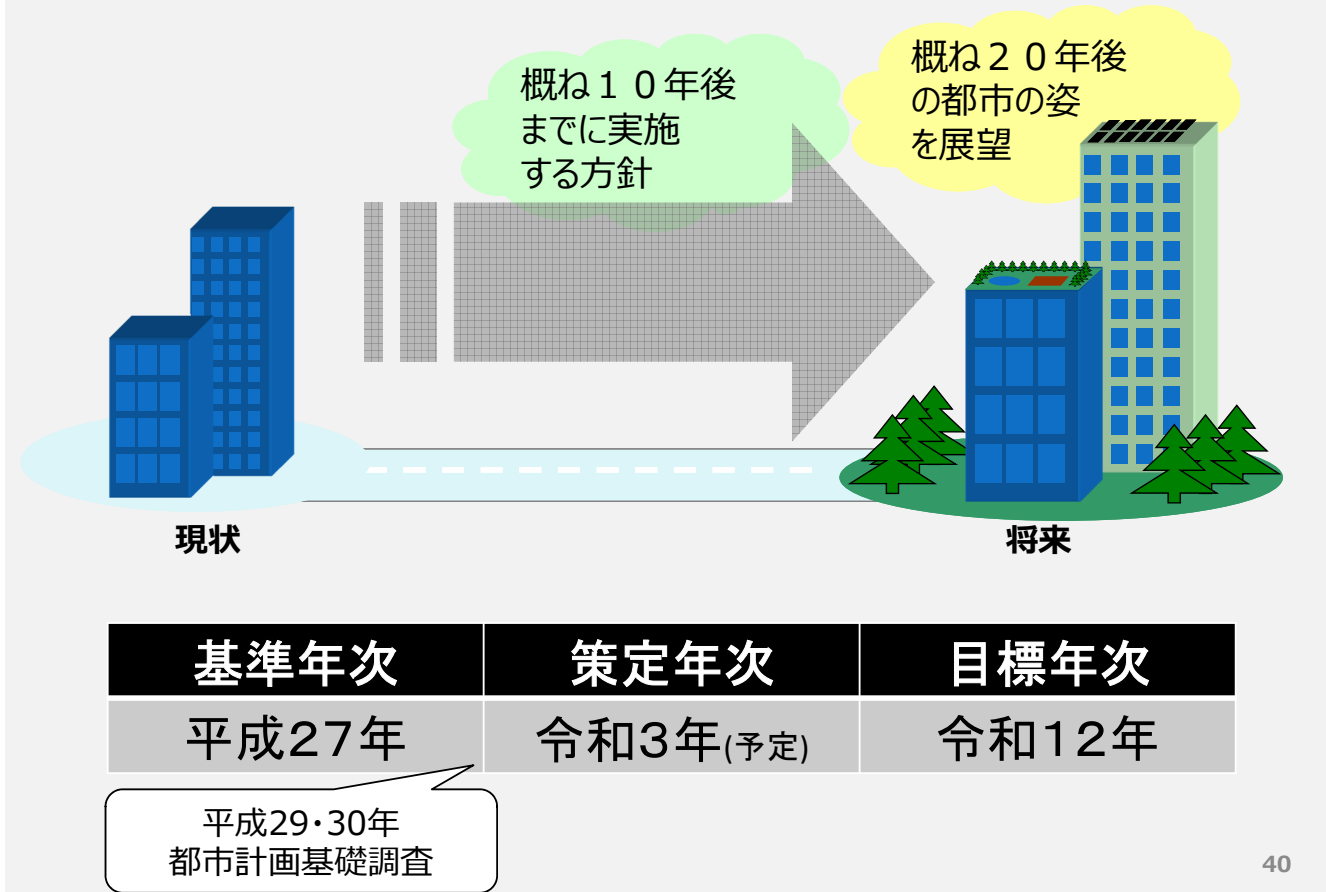 概ね１０年後
までに実施
する方針
概ね２０年後
の都市の姿
を展望
現状
将来
基準年次 策定年次 目標年次
平成27年 令和3年(予定) 令和12年
平成29・30年
都市計画基礎調査
40